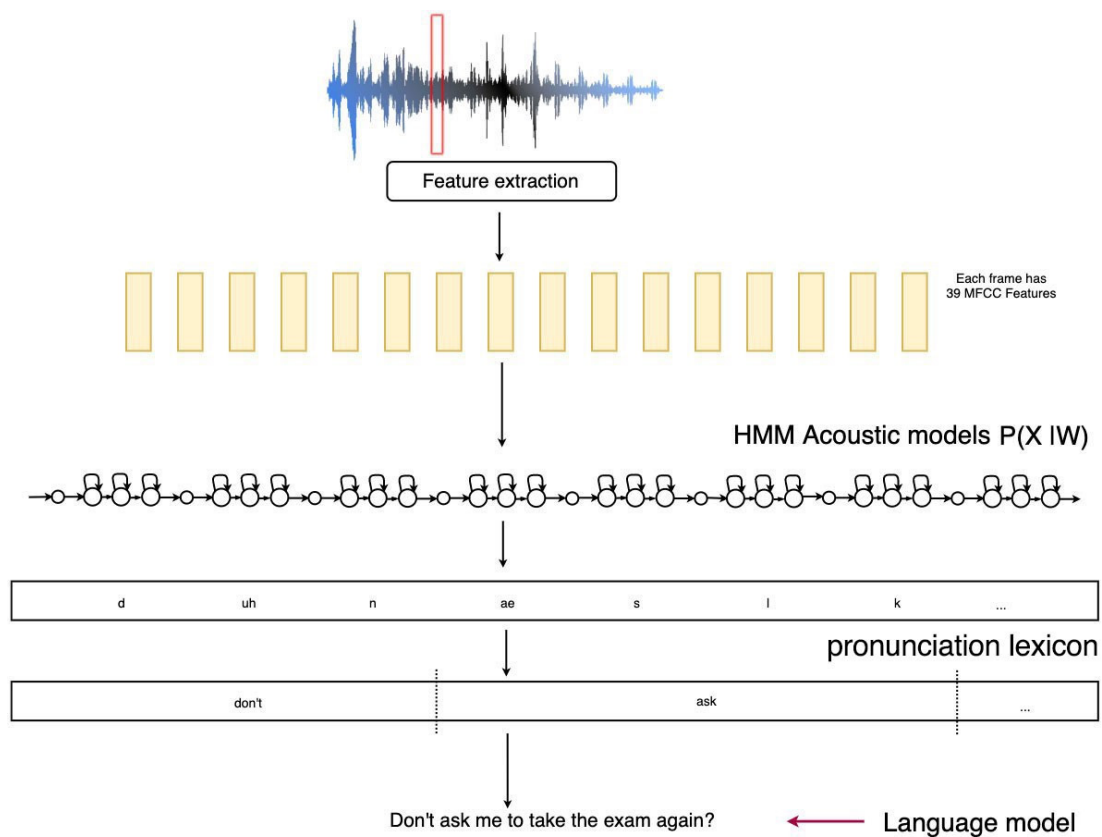 Feature extraction
Each frame has
39 MFCC Features
HMM Acoustic models P(X |W)
d uh n ae s l k ...
pronunciation lexicon
don't ask ...
Don't ask me to take the exam again? Language model